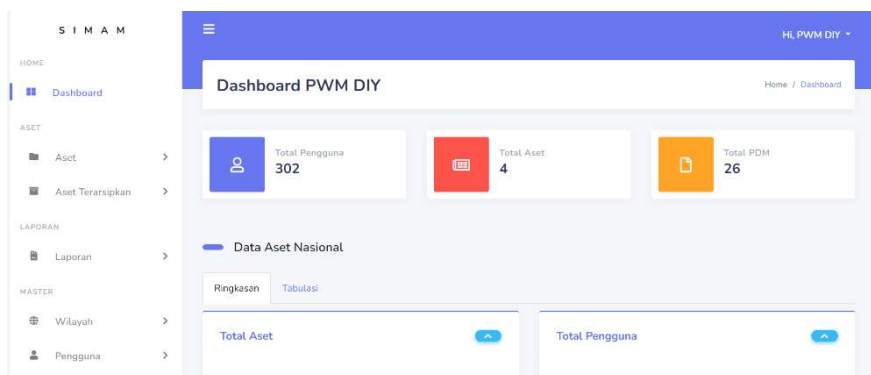 S I M A M
HOME
Dashboard
ASET
Aset
Aset Terarsipkan
LAPORAN
Laporan
MASTER
Wilayah
Pengguna
Hi, PWM DIY
Dashboard PWM DIY
Home / Dashboard
Total Pengguna
302
Total Aset
4
Total PDM
26
Data Aset Nasional
Ringkasan Tabulasi
Total Aset
Total Pengguna